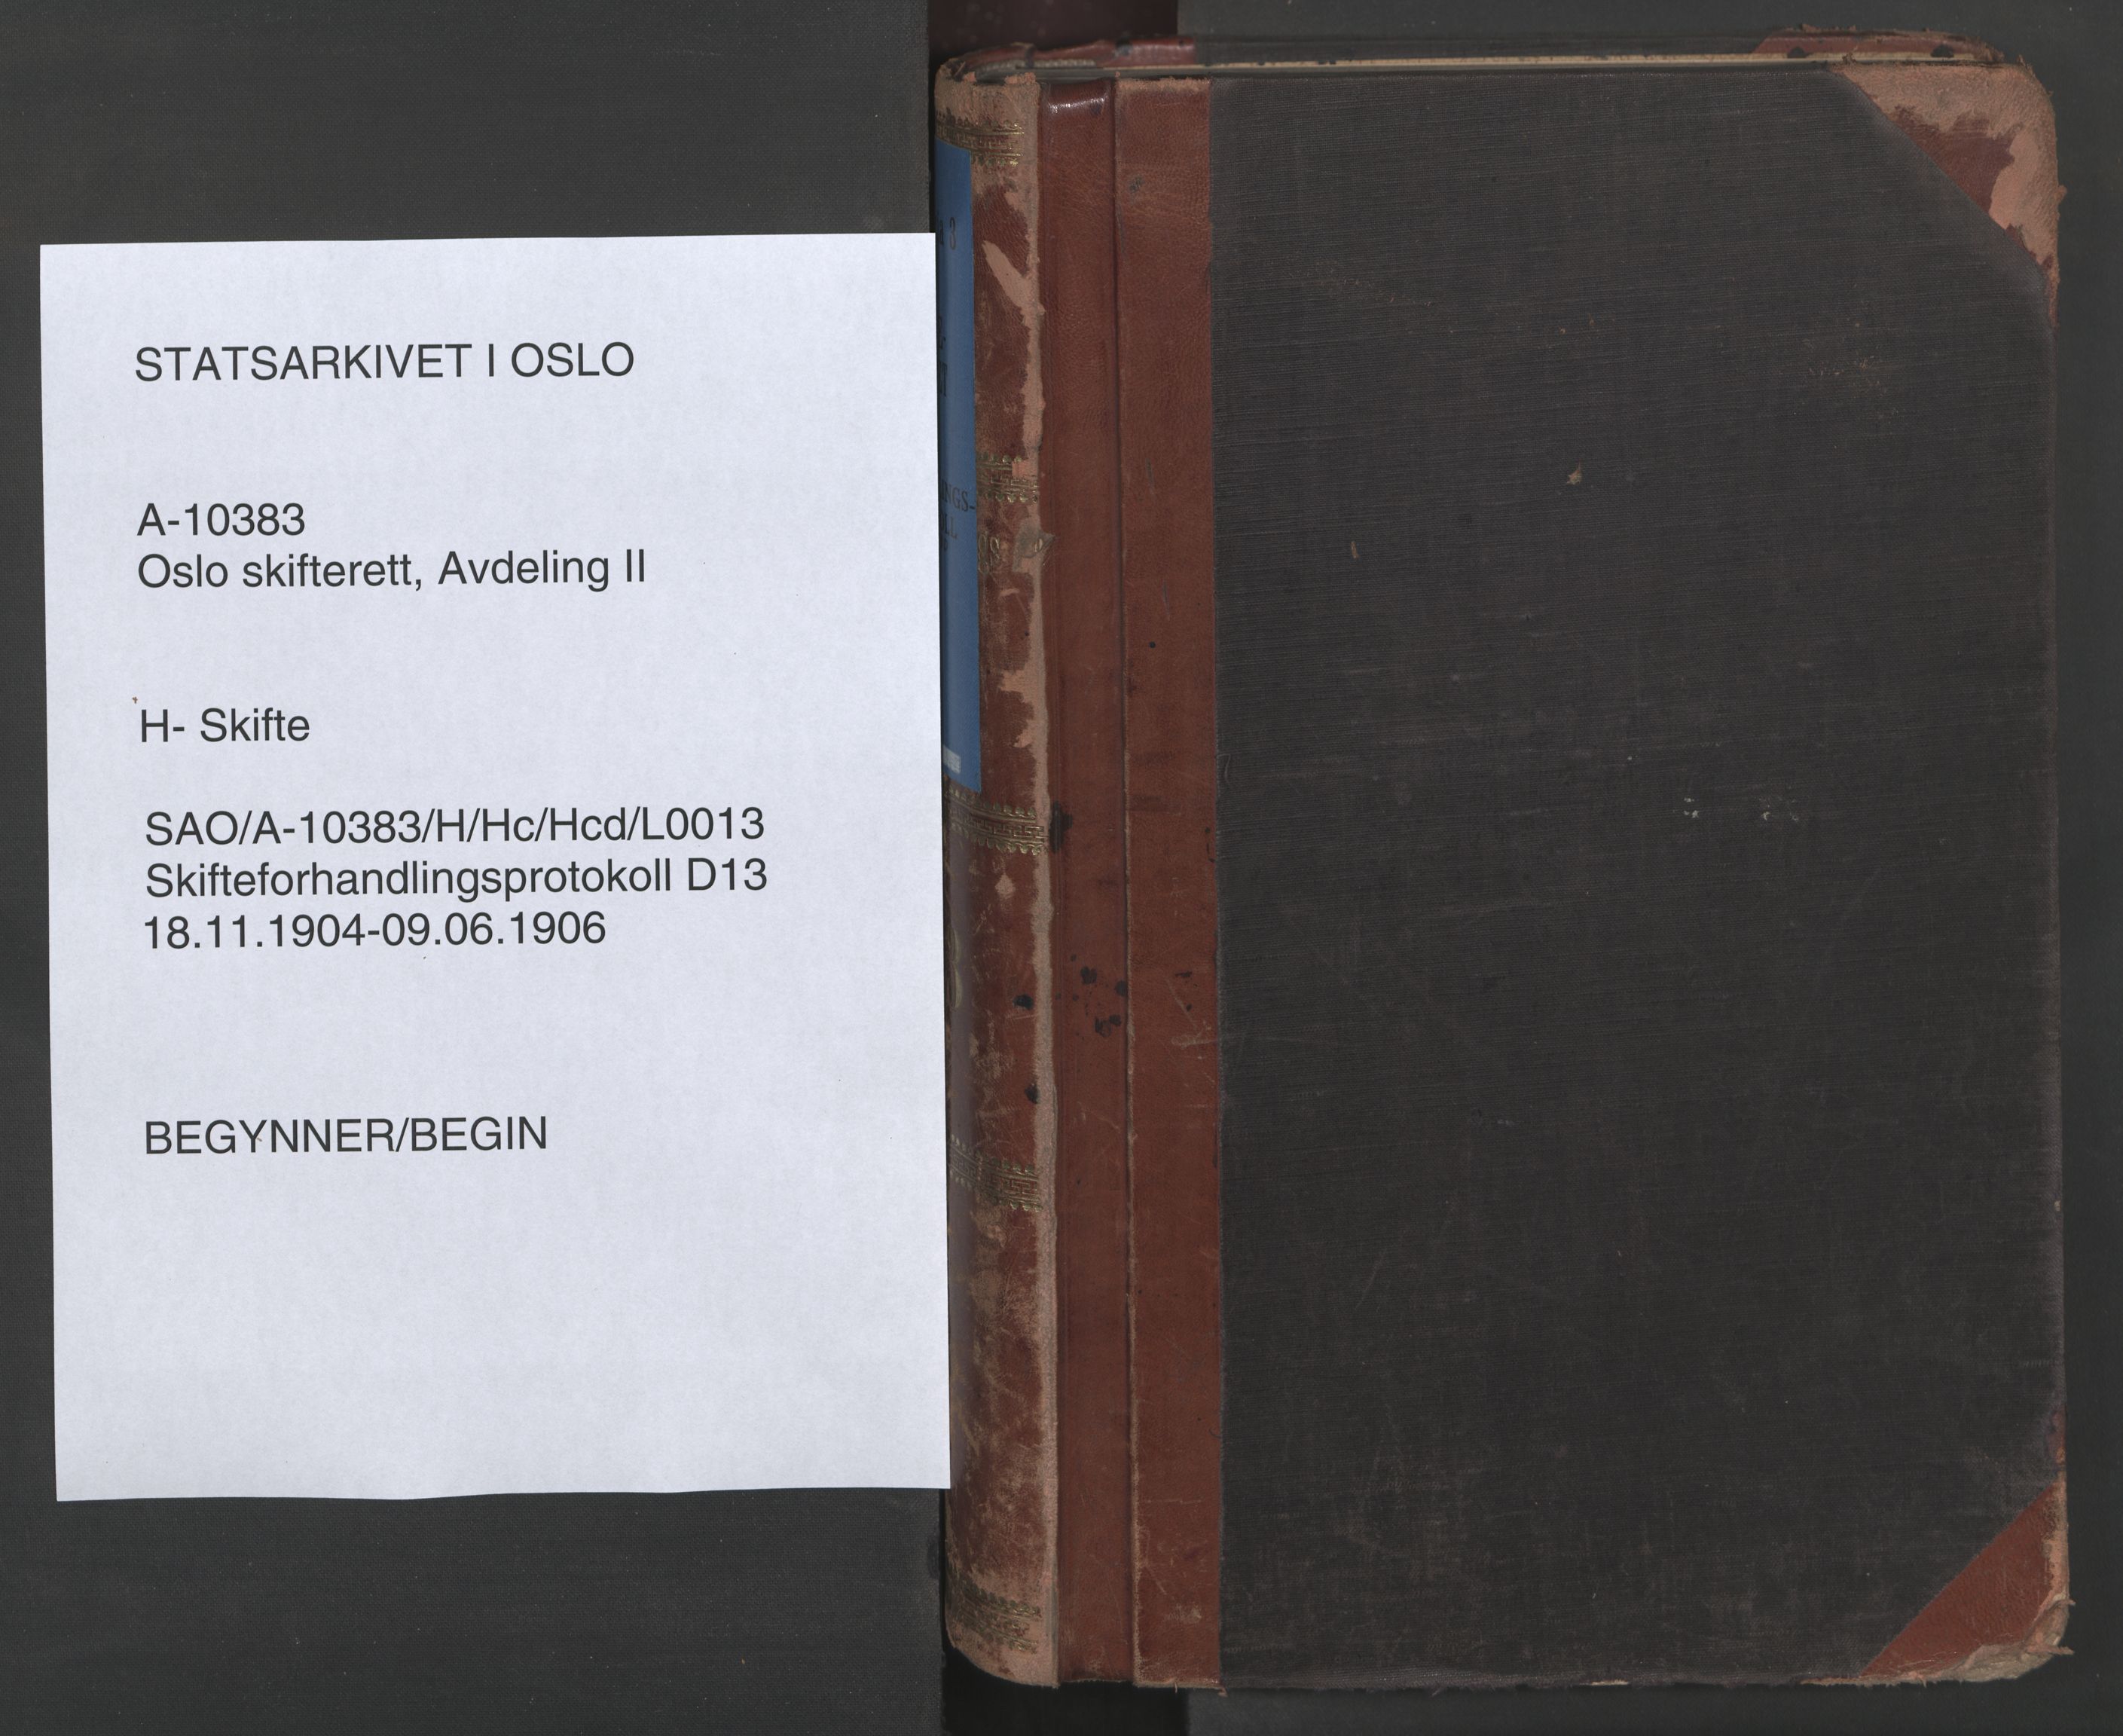 STATSARKIVET I OSLO
A-10383
Oslo skifterett, Avdeling II
H- Skifte
SAO/A-10383/H/Hc/Hcd/L0013
Skifteforhandlingsprotokoll D13
18.11.1904-09.06.1906
BEGYNNER/BEGIN